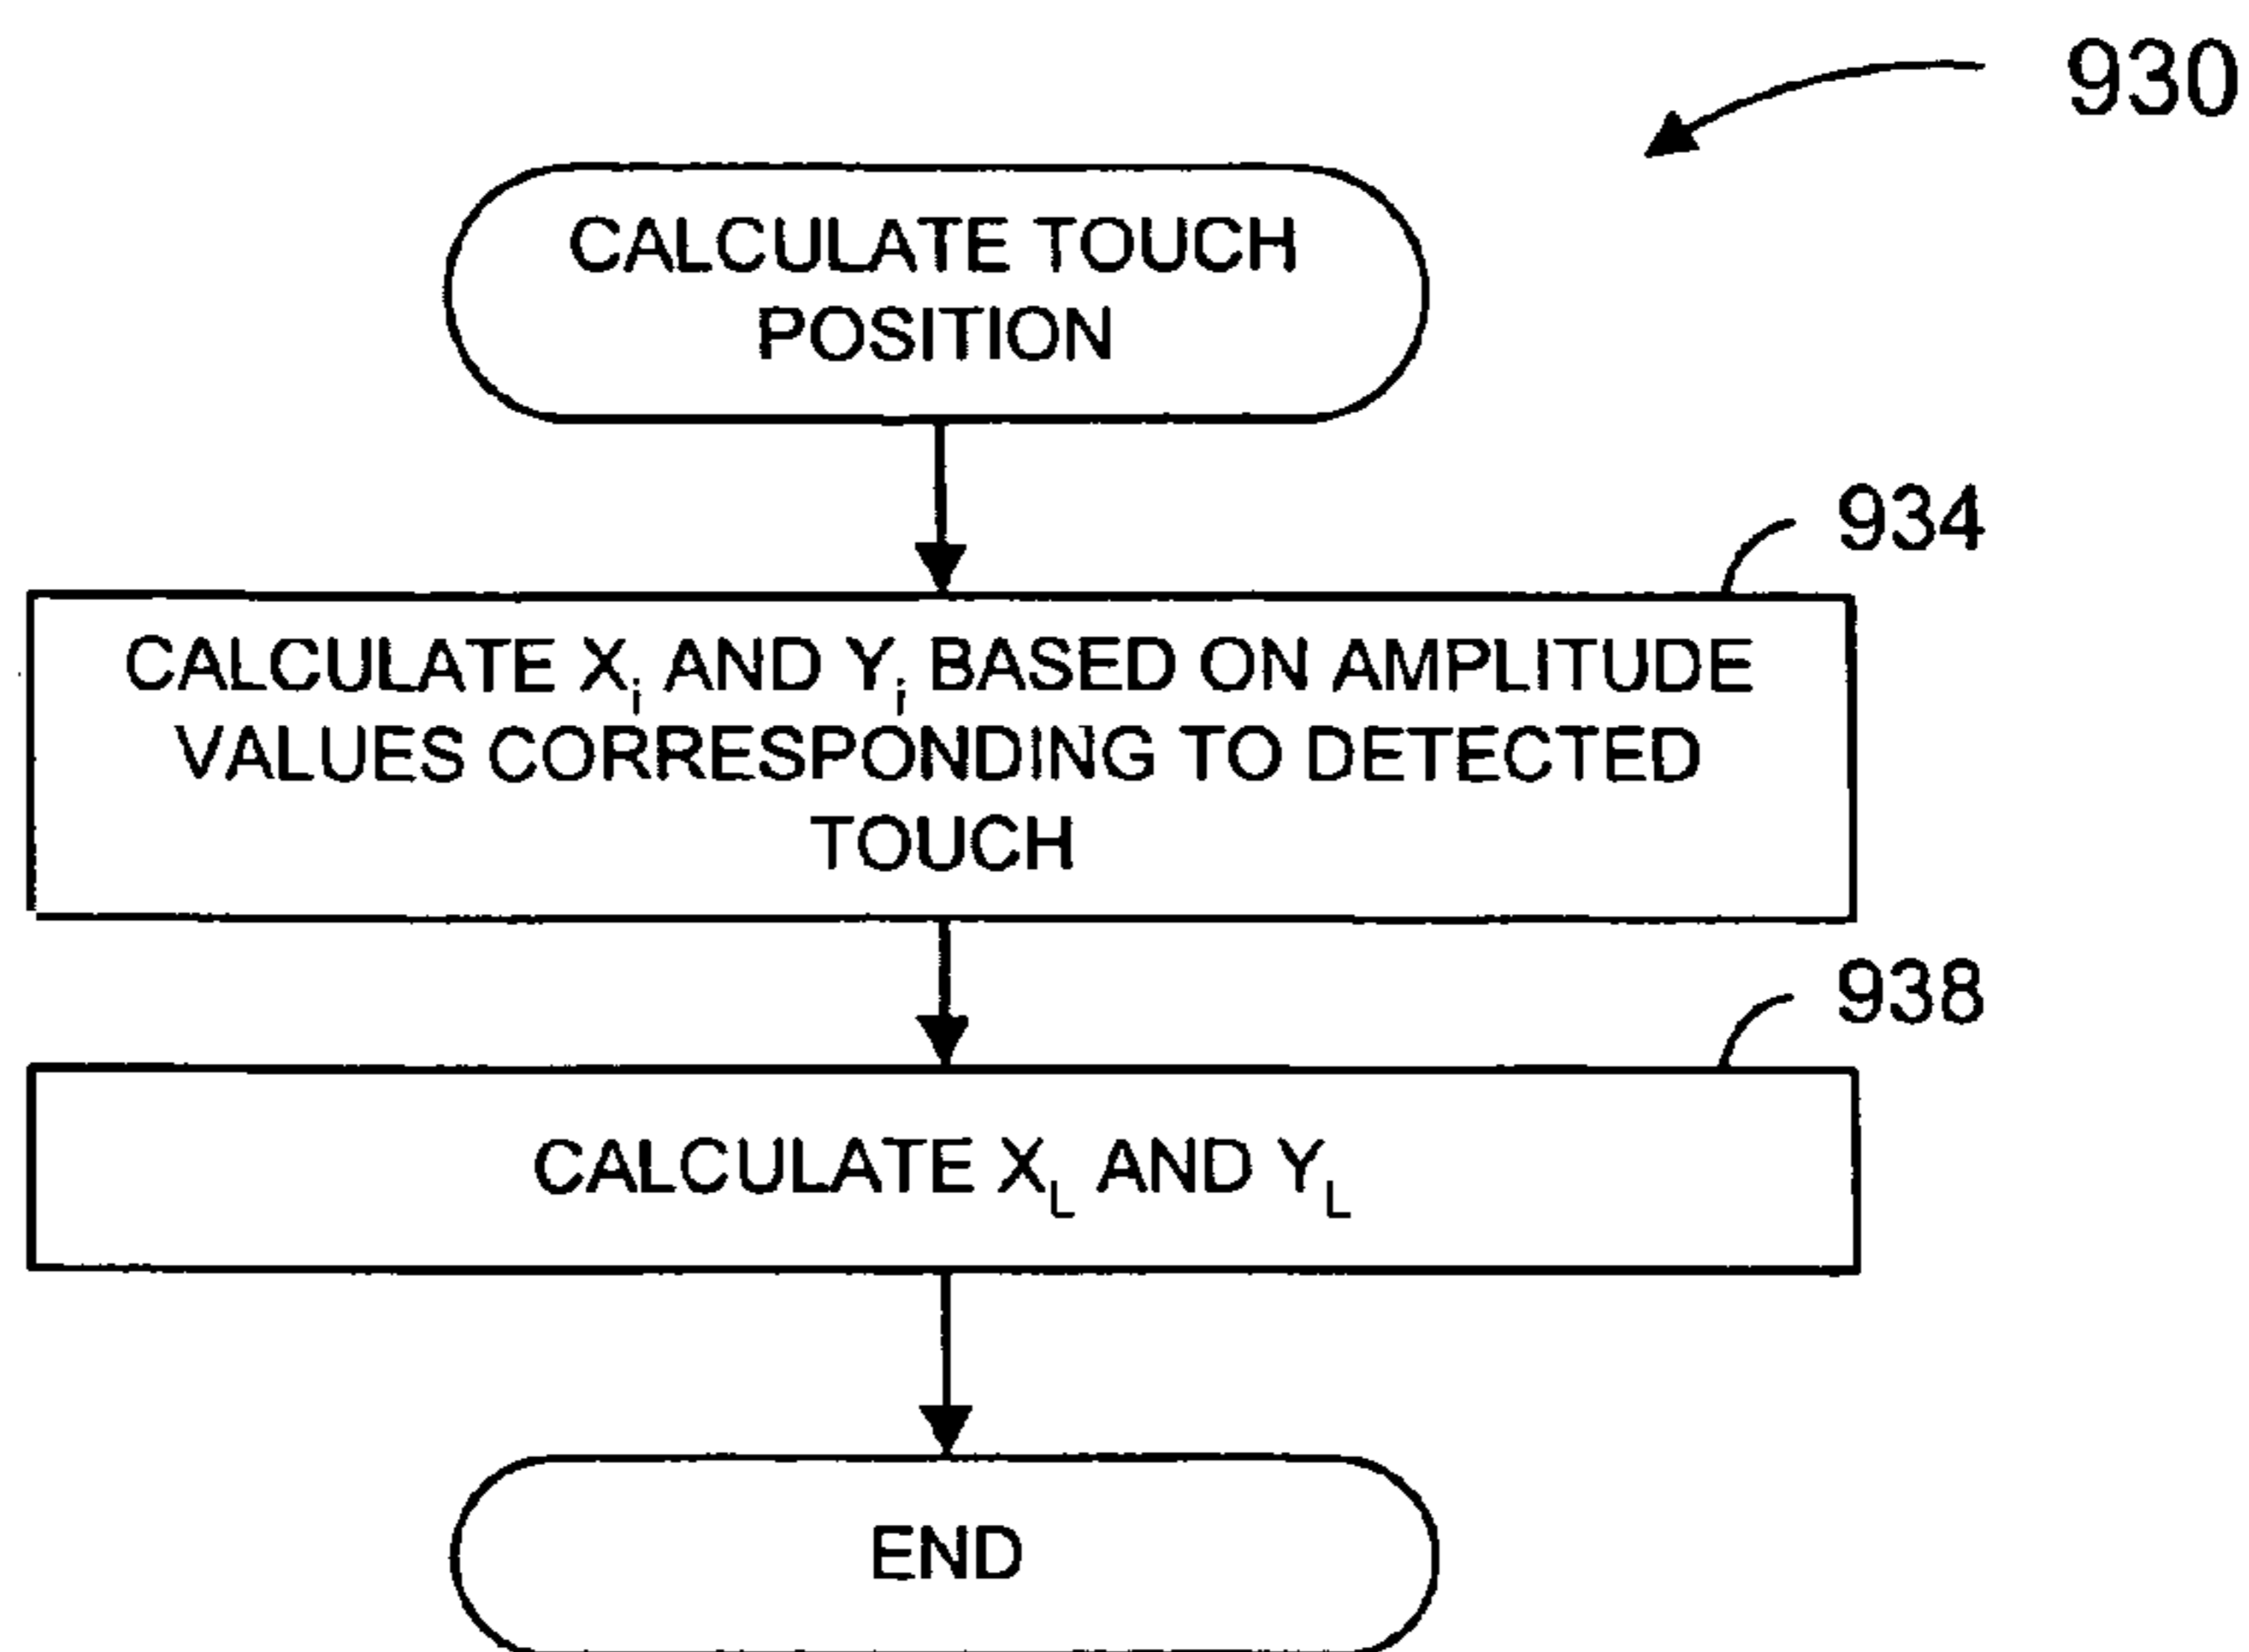 930
CALCULATE TOUCH
POSITION
934
CALCULATE Xi AND Yi BASED ON AMPLITUDE
VALUES CORRESPONDING TO DETECTED
TOUCH
938
CALCULATE XL AND YL
END